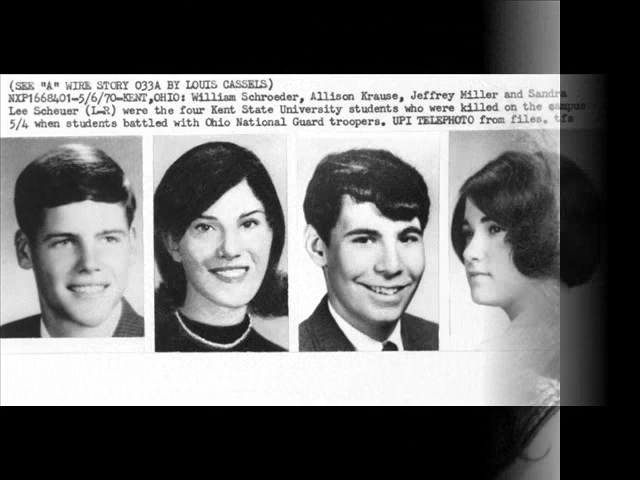 (SEE "A" WIRE STORY 033A BY LOUIS CASSELS)
NXP1668401-5/6/70-KENT,OHIO: William Schroeder, Allison Krause, Jeffrey Miller and Sandra
Lee Scheuer (L-R) were the four Kent State University students who were killed on the campus
5/4 when students battled with Ohio National Guard troopers. UPI TELEPHOTO from files. tfs